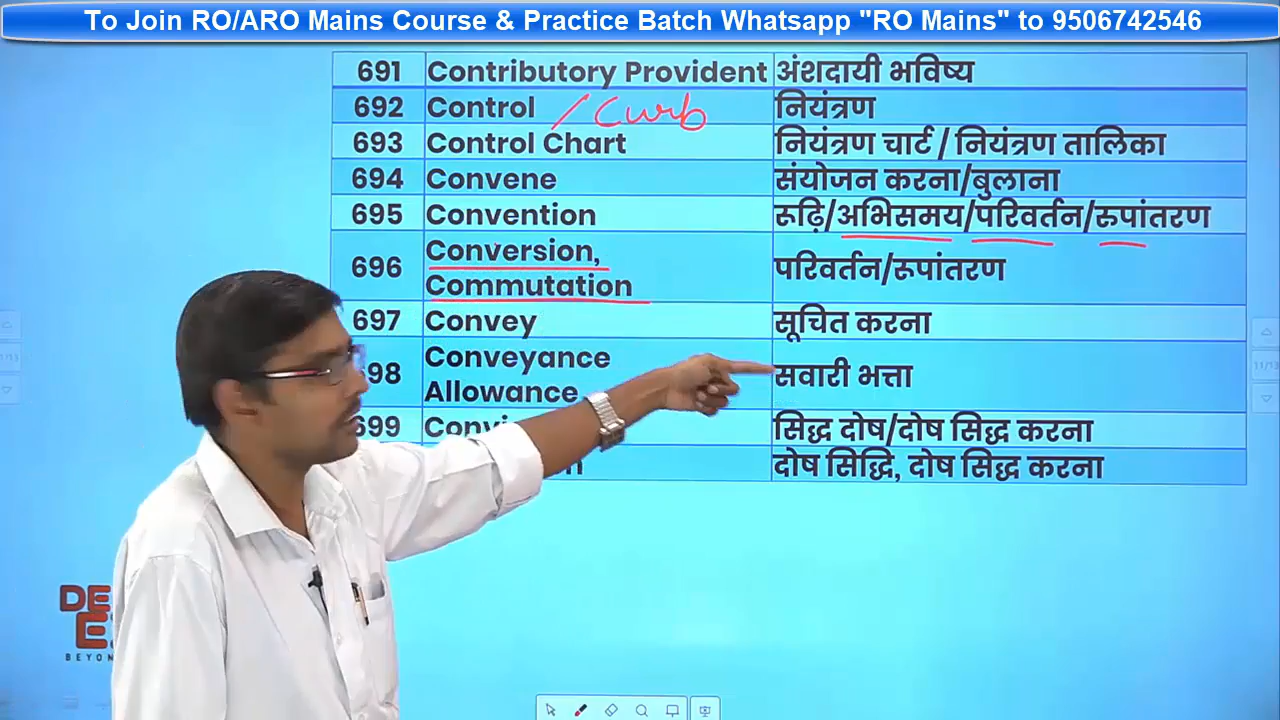 To Join RO/ARO Mains Course & Practice Batch Whatsapp "RO Mains" to 9506742546
691 Contributory Provident अंशदायी भविष्य
692 Control / Curb नियंत्रण
693 Control Chart नियंत्रण चार्ट / नियंत्रण तालिका
694 Convene संयोजन करना/बुलाना
695 Convention रूढ़ि/अभिसमय/परिवर्तन/रुपांतरण
696 Conversion, Commutation परिवर्तन/रूपांतरण
697 Convey सूचित करना
98 Conveyance Allowance सवारी भत्ता
699 सिद्ध दोष/दोष सिद्ध करना
दोष सिद्धि, दोष सिद्ध करना